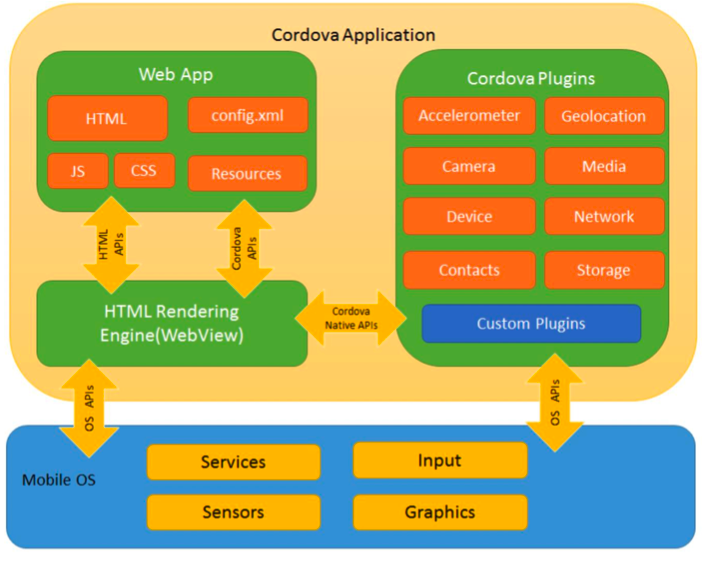 Cordova Application
Web App
HTML
config.xml
JS
CSS
Resources
Cordova Plugins
Accelerometer
Geolocation
Camera
Media
Device
Network
Contacts
Storage
Custom Plugins
HTML
APIs
Cordova
APIs
HTML Rendering
Engine(WebView)
Cordova
Native APIs
OS APIs
OS APIs
Mobile OS
Services
Input
Sensors
Graphics